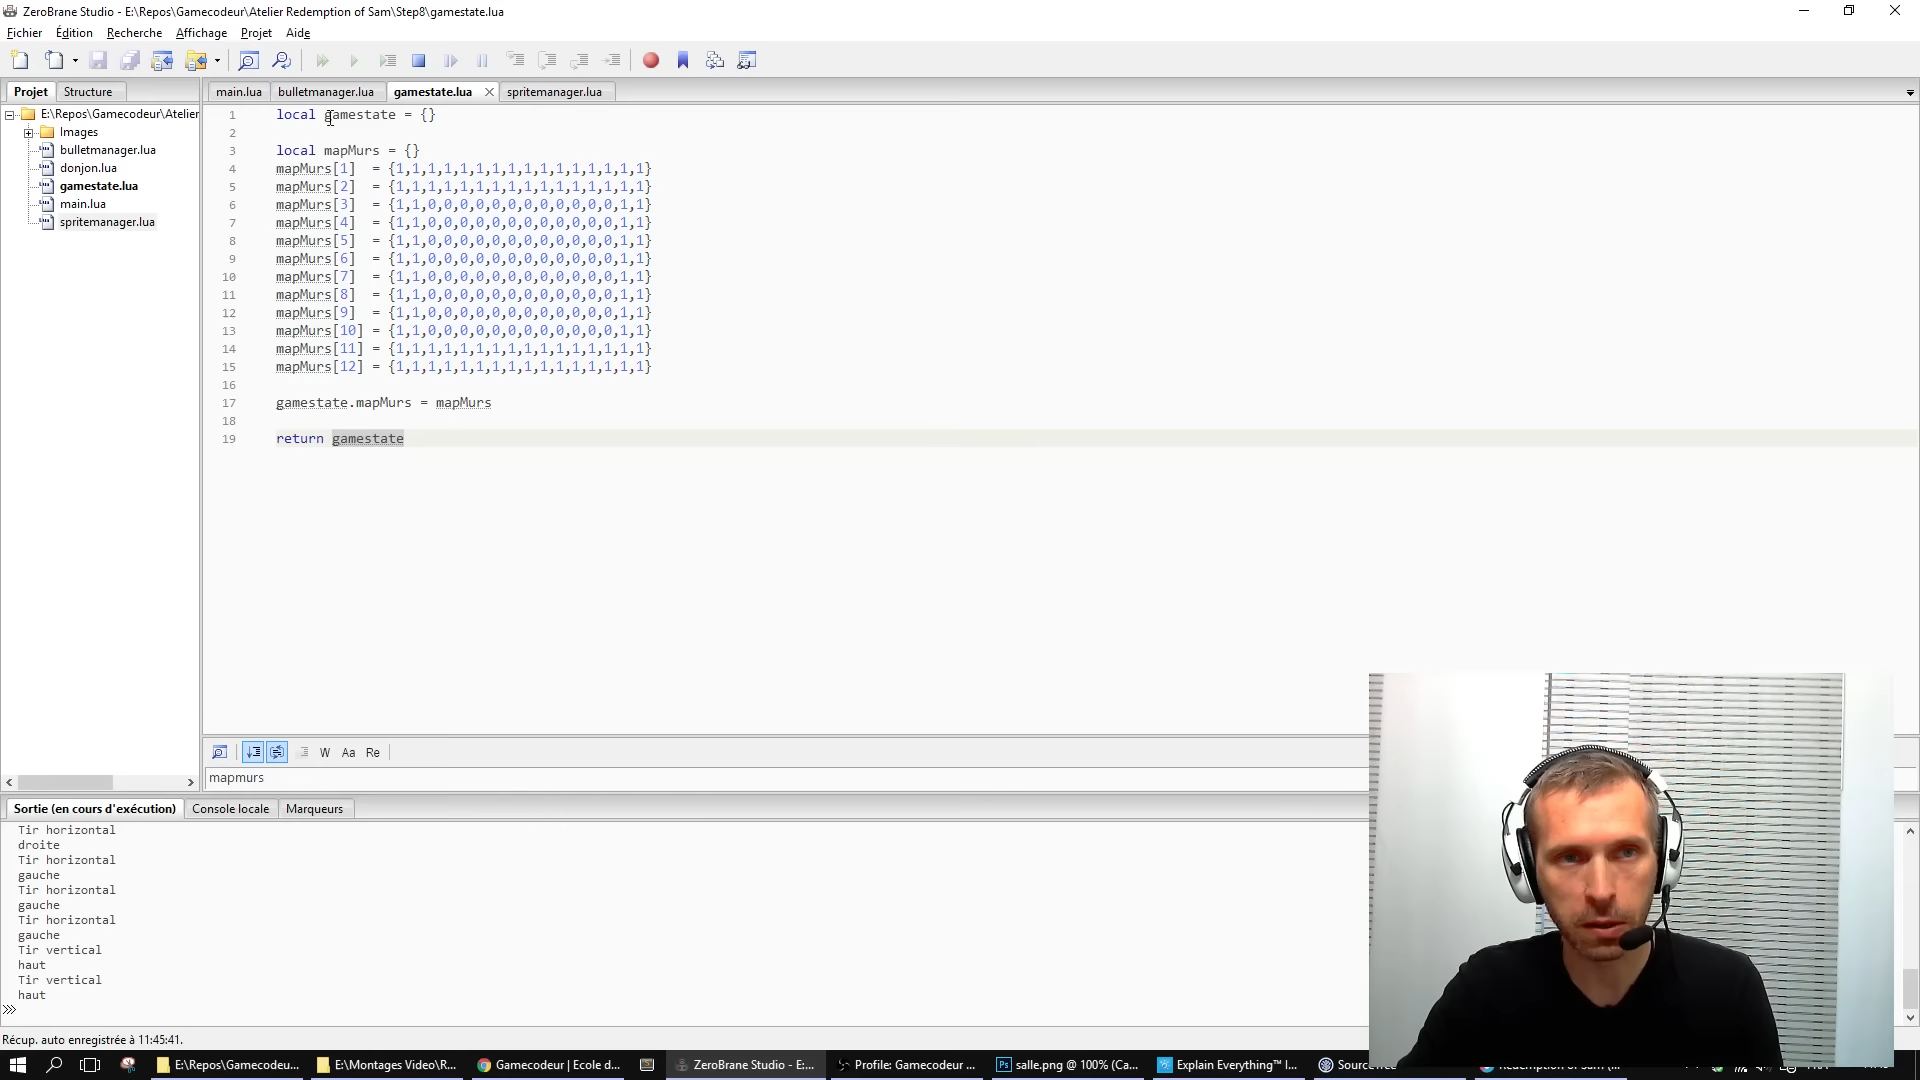 ZeroBrane Studio - E:\Repos\Gamecodeur\Atelier Redemption of Sam\Step8\gamestate.lua
Fichier Édition Recherche Affichage Projet Aide
Projet Structure
main.lua bulletmanager.lua gamestate.lua spritemanager.lua
E:\Repos\Gamecodeur\Atelier
Images
bulletmanager.lua
donjon.lua
gamestate.lua
main.lua
spritemanager.lua
1 local gamestate = {}
2
3 local mapMurs = {}
4 mapMurs[1] = {1,1,1,1,1,1,1,1,1,1,1,1,1,1,1,1}
5 mapMurs[2] = {1,1,1,1,1,1,1,1,1,1,1,1,1,1,1,1}
6 mapMurs[3] = {1,1,0,0,0,0,0,0,0,0,0,0,0,0,1,1}
7 mapMurs[4] = {1,1,0,0,0,0,0,0,0,0,0,0,0,0,1,1}
8 mapMurs[5] = {1,1,0,0,0,0,0,0,0,0,0,0,0,0,1,1}
9 mapMurs[6] = {1,1,0,0,0,0,0,0,0,0,0,0,0,0,1,1}
10 mapMurs[7] = {1,1,0,0,0,0,0,0,0,0,0,0,0,0,1,1}
11 mapMurs[8] = {1,1,0,0,0,0,0,0,0,0,0,0,0,0,1,1}
12 mapMurs[9] = {1,1,0,0,0,0,0,0,0,0,0,0,0,0,1,1}
13 mapMurs[10] = {1,1,0,0,0,0,0,0,0,0,0,0,0,0,1,1}
14 mapMurs[11] = {1,1,1,1,1,1,1,1,1,1,1,1,1,1,1,1}
15 mapMurs[12] = {1,1,1,1,1,1,1,1,1,1,1,1,1,1,1,1}
16
17 gamestate.mapMurs = mapMurs
18
19 return gamestate
W Aa Re
mapmurs
Sortie (en cours d'exécution) Console locale Marqueurs
Tir horizontal
droite
Tir horizontal
gauche
Tir horizontal
gauche
Tir horizontal
gauche
Tir vertical
haut
Tir vertical
haut
Récup. auto enregistrée à 11:45:41.
E:\Repos\Gamecodeu... E:\Montages Video\R... Gamecodeur | Ecole d... ZeroBrane Studio - E:... Profile: Gamecodeur ... salle.png @ 100% (Ca... Explain Everything™ I...